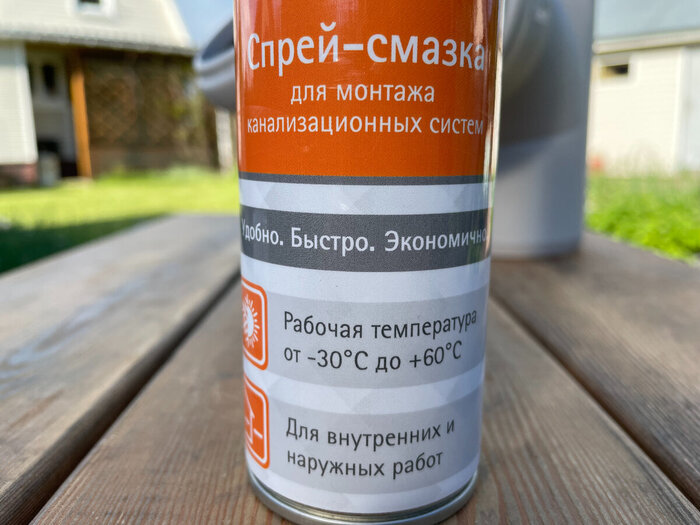 Спрей-смазка
для монтажа
канализационных систем
Удобно. Быстро. Экономично
Рабочая температура
от -30°C до +60°C
Для внутренних и
наружных работ